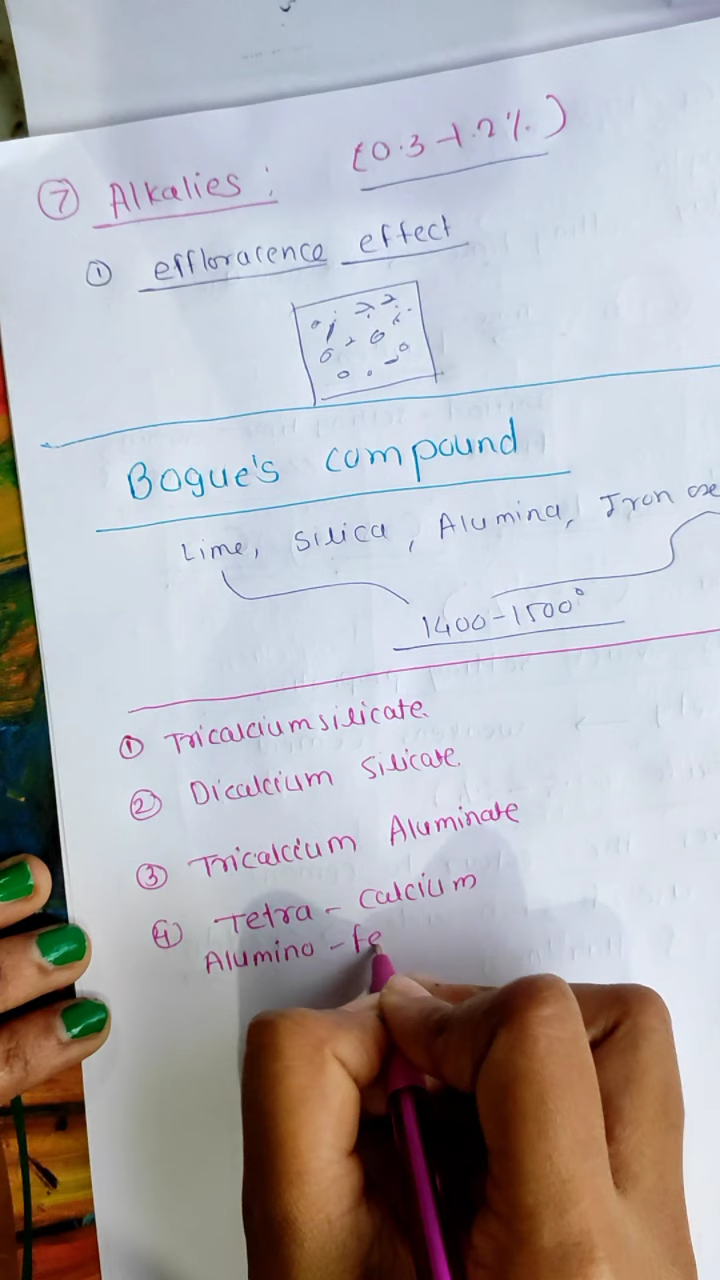 ⑦ Alkalies : (0.3-1.2%)
① effloracence effect
Bogue's compound
Lime, Silica, Alumina, Iron
1400-1500°
① Tricalcium silicate.
② Dicalcium Silicate.
③ Tricalcium Aluminate
④ Tetra - Calcium
Alumino - fe